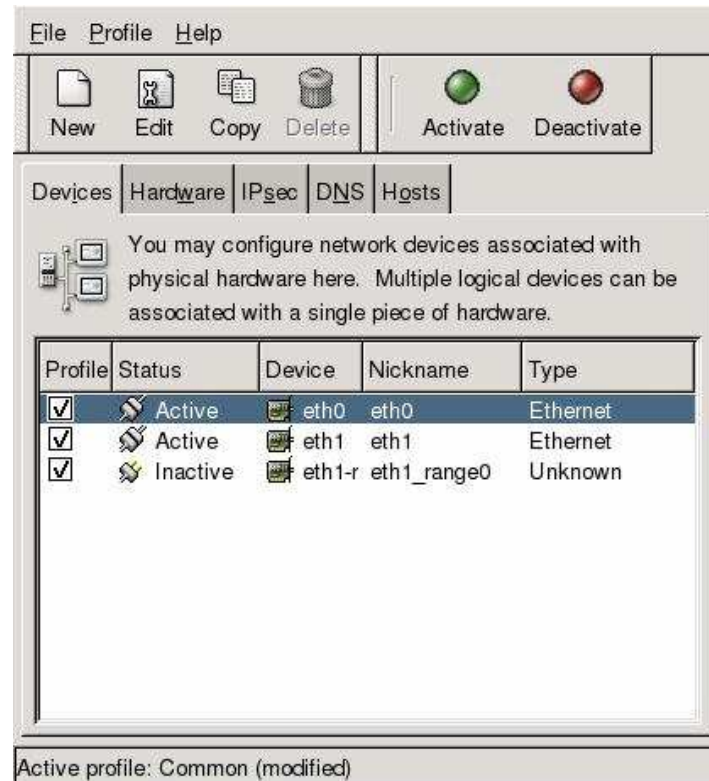 File Profile Help
New Edit Copy Delete Activate Deactivate
Devices Hardware IPsec DNS Hosts
You may configure network devices associated with
physical hardware here. Multiple logical devices can be
associated with a single piece of hardware.
Profile Status Device Nickname Type
Active eth0 eth0 Ethernet
Active eth1 eth1 Ethernet
Inactive eth1-r eth1_range0 Unknown
Active profile: Common (modified)